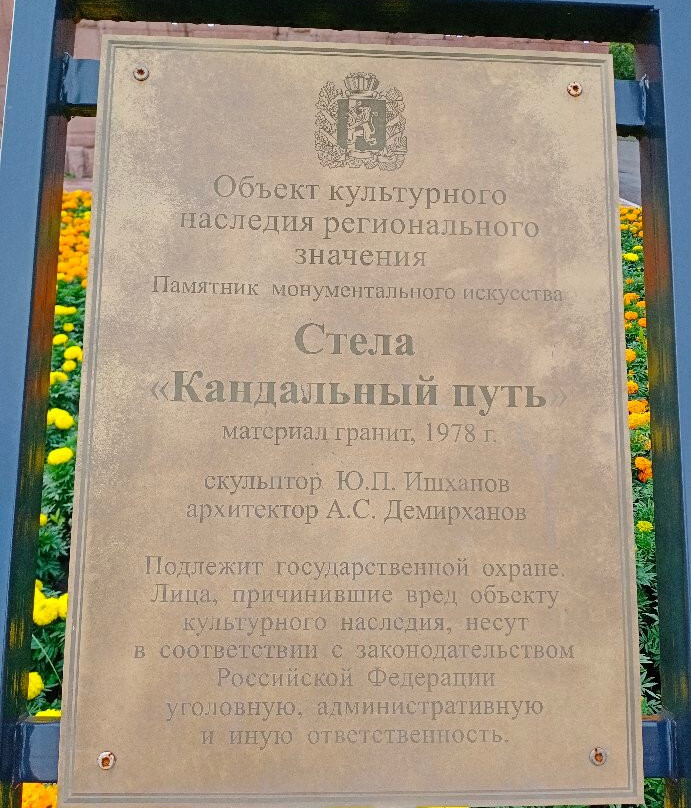 Объект культурного
наследия регионального
значения
Памятник монументального искусства
Стела
«Кандальный путь»
материал гранит, 1978 г.
скульптор Ю.П. Ишханов
архитектор А.С. Демирханов
Подлежит государственной охране.
Лица, причинившие вред объекту
культурного наследия, несут
в соответствии с законодательством
Российской Федерации
уголовную, административную
и иную ответственность.